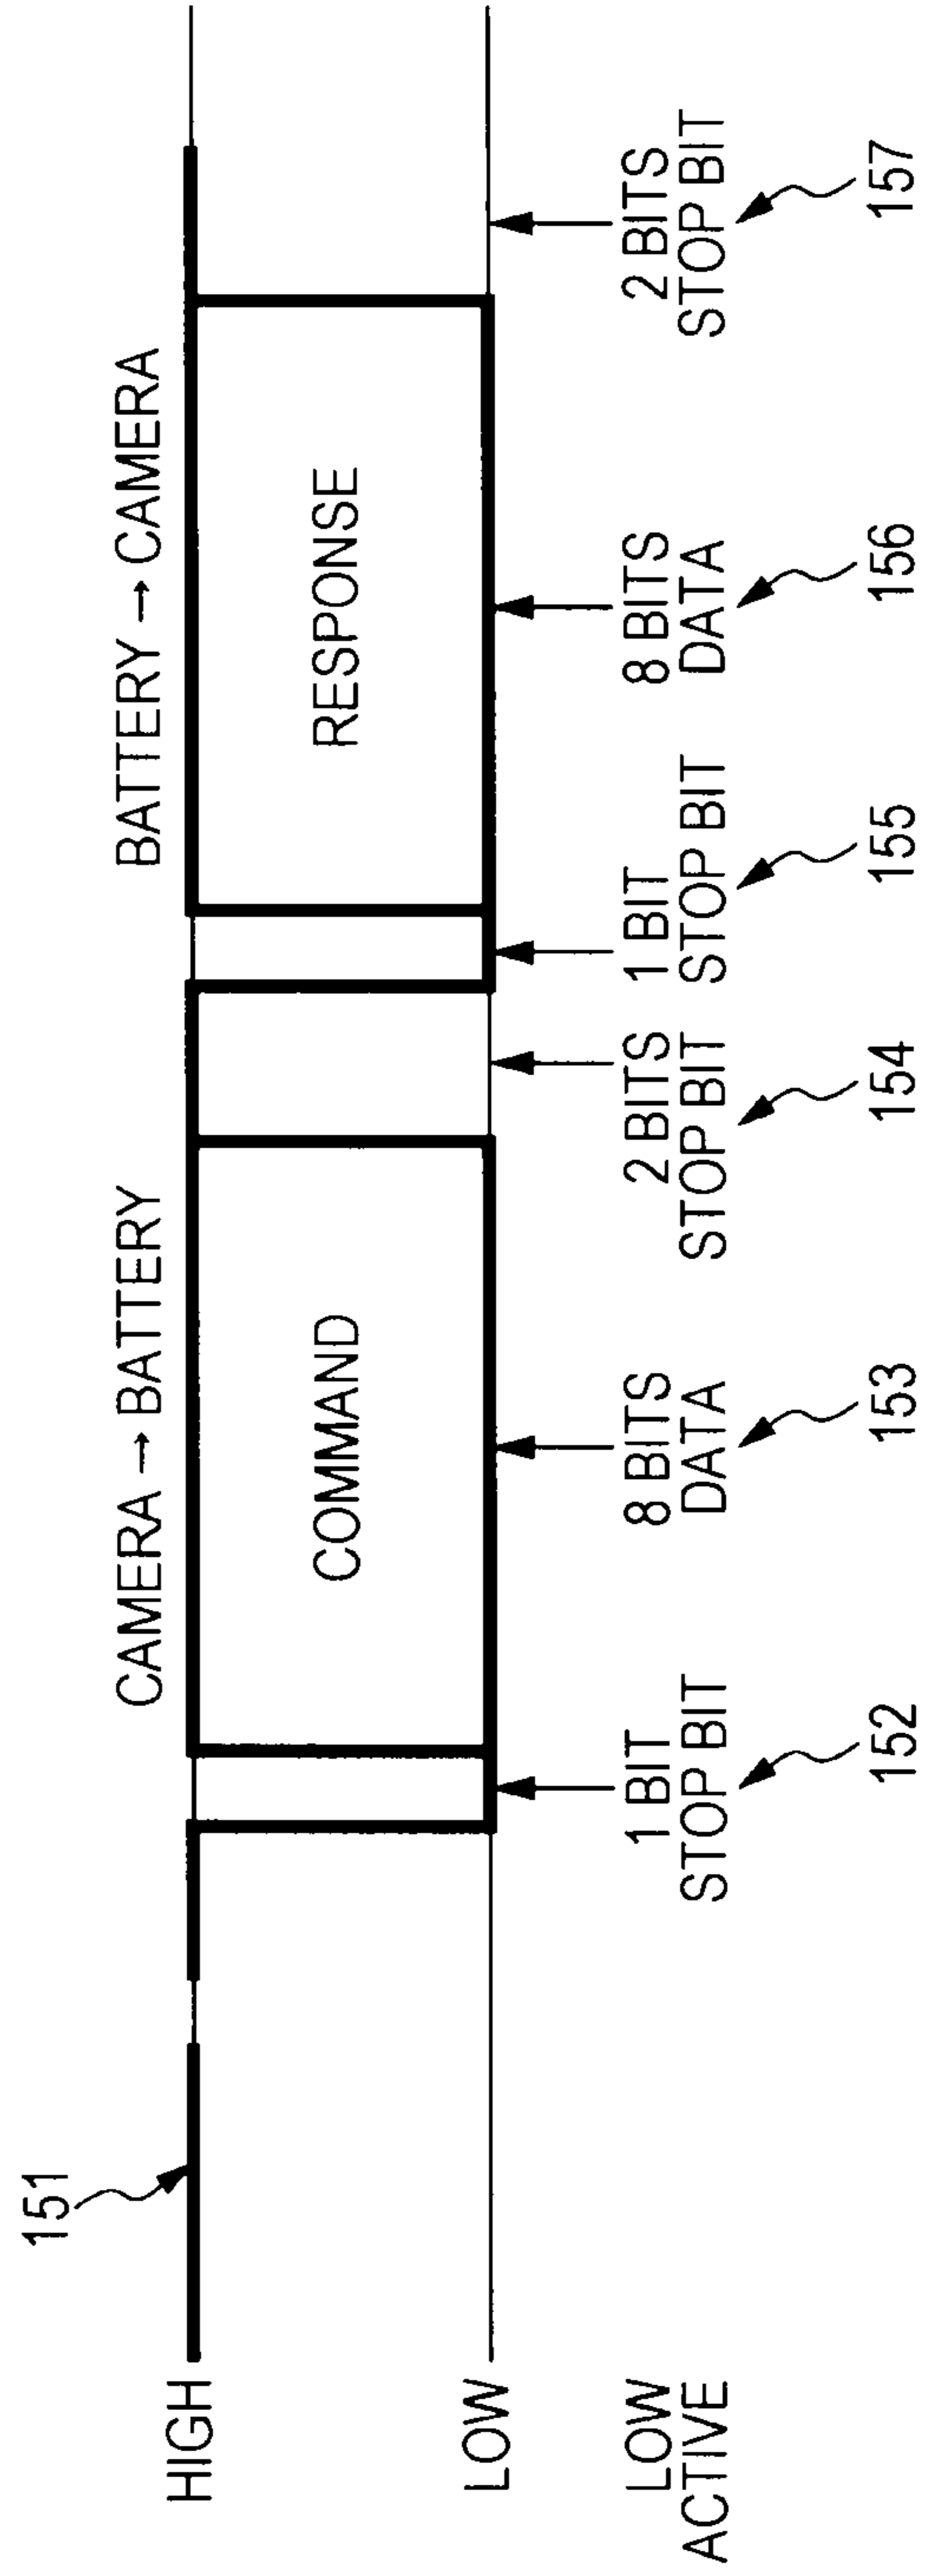 CAMERA → BATTERY
BATTERY → CAMERA
151
HIGH
COMMAND
RESPONSE
LOW
LOW
ACTIVE
1 BIT
STOP BIT
152
8 BITS
DATA
153
2 BITS
STOP BIT
154
1 BIT
STOP BIT
155
8 BITS
DATA
156
2 BITS
STOP BIT
157